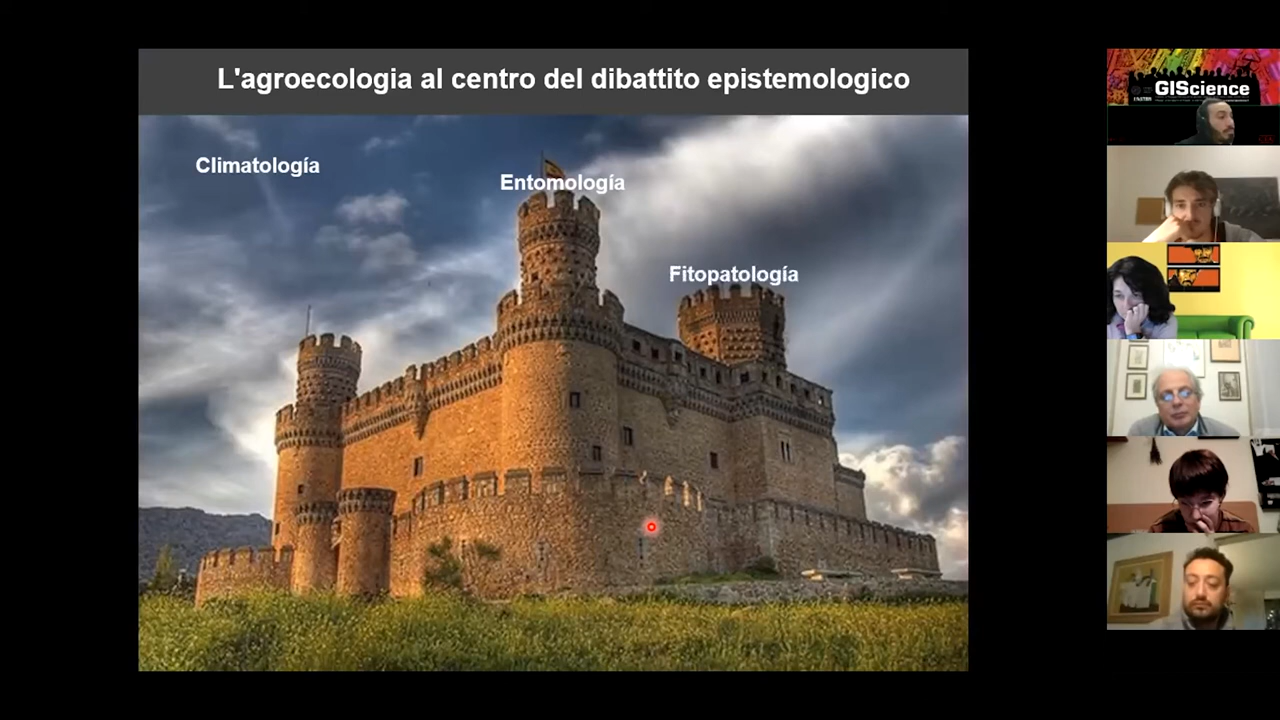 L'agroecologia al centro del dibattito epistemologico
Climatología
Entomología
Fitopatología
GIScience